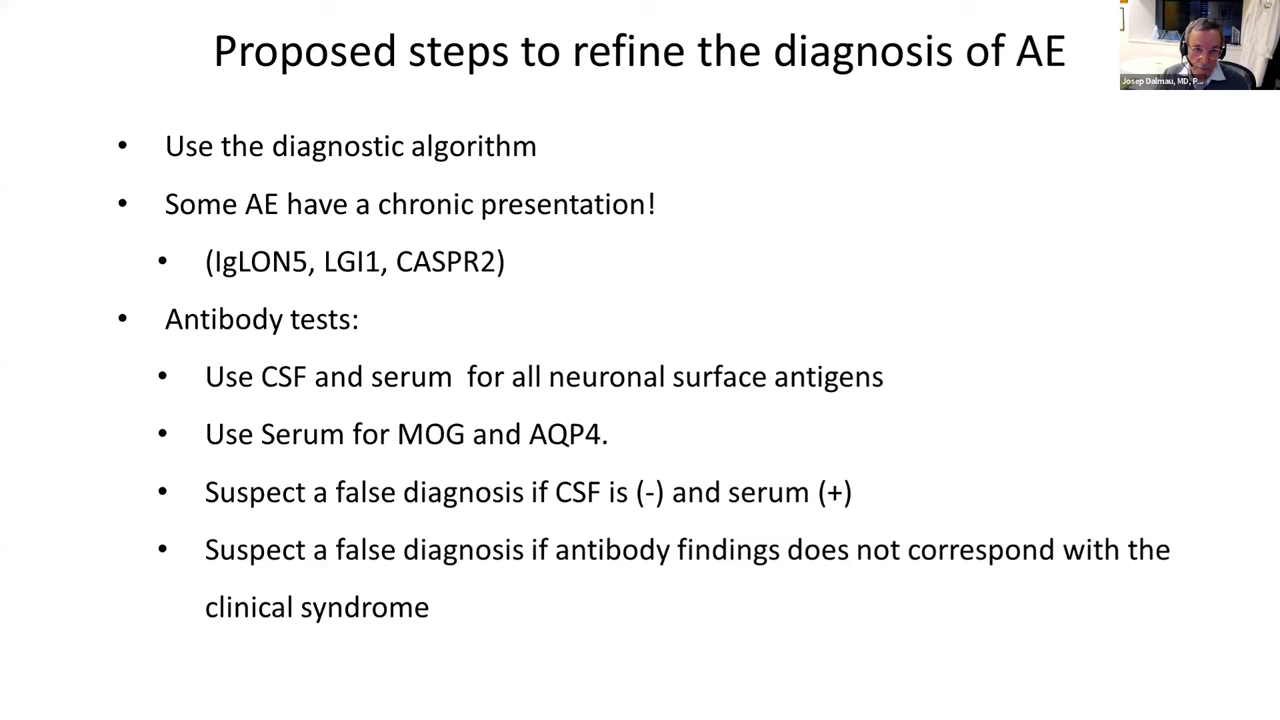 Proposed steps to refine the diagnosis of AE
Josep Dalmau, MD, P...
• Use the diagnostic algorithm
• Some AE have a chronic presentation!
• (IgLON5, LGI1, CASPR2)
• Antibody tests:
• Use CSF and serum for all neuronal surface antigens
• Use Serum for MOG and AQP4.
• Suspect a false diagnosis if CSF is (-) and serum (+)
• Suspect a false diagnosis if antibody findings does not correspond with the
clinical syndrome